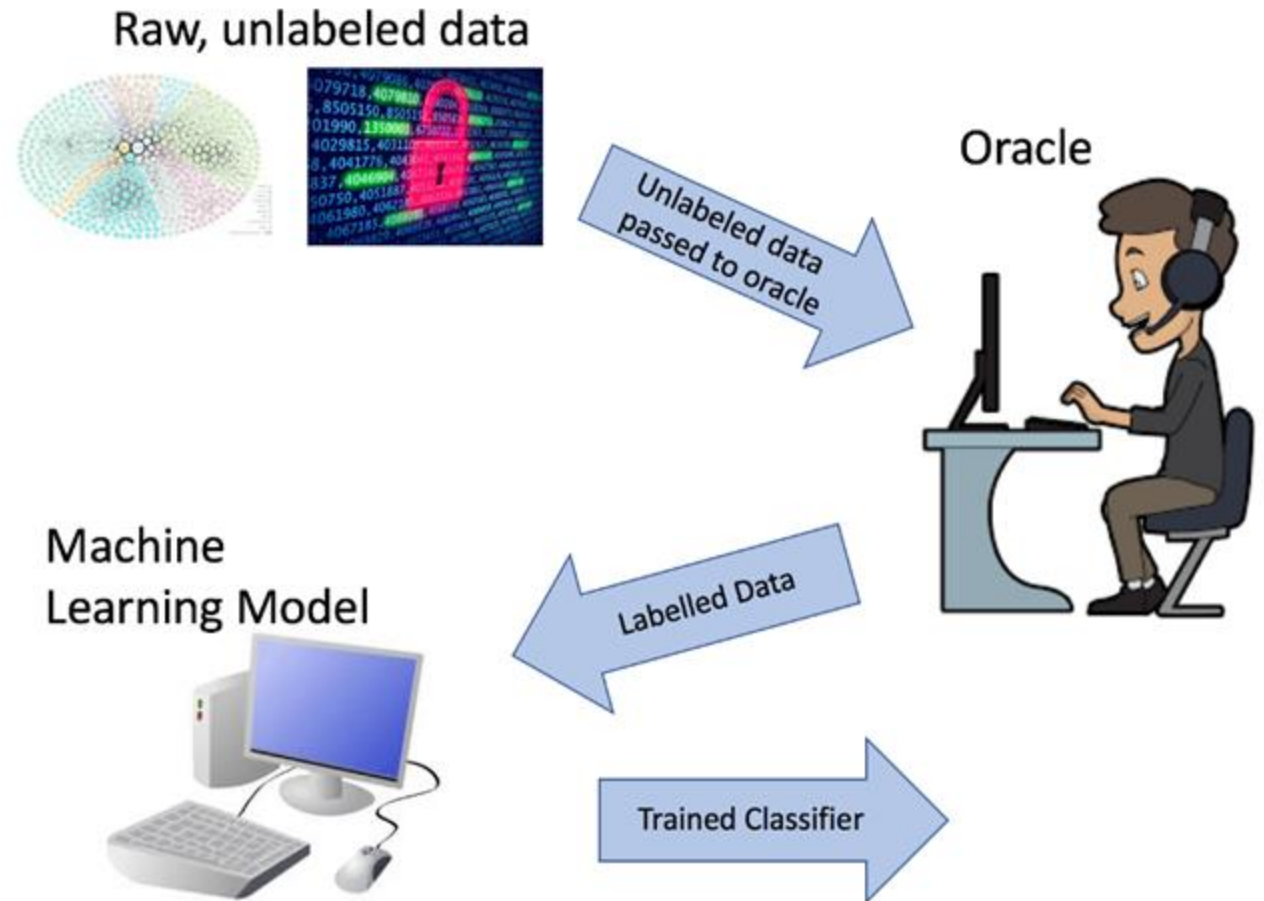 Raw, unlabeled data
Oracle
Unlabeled data
passed to oracle
Machine
Learning Model
Labelled Data
Trained Classifier